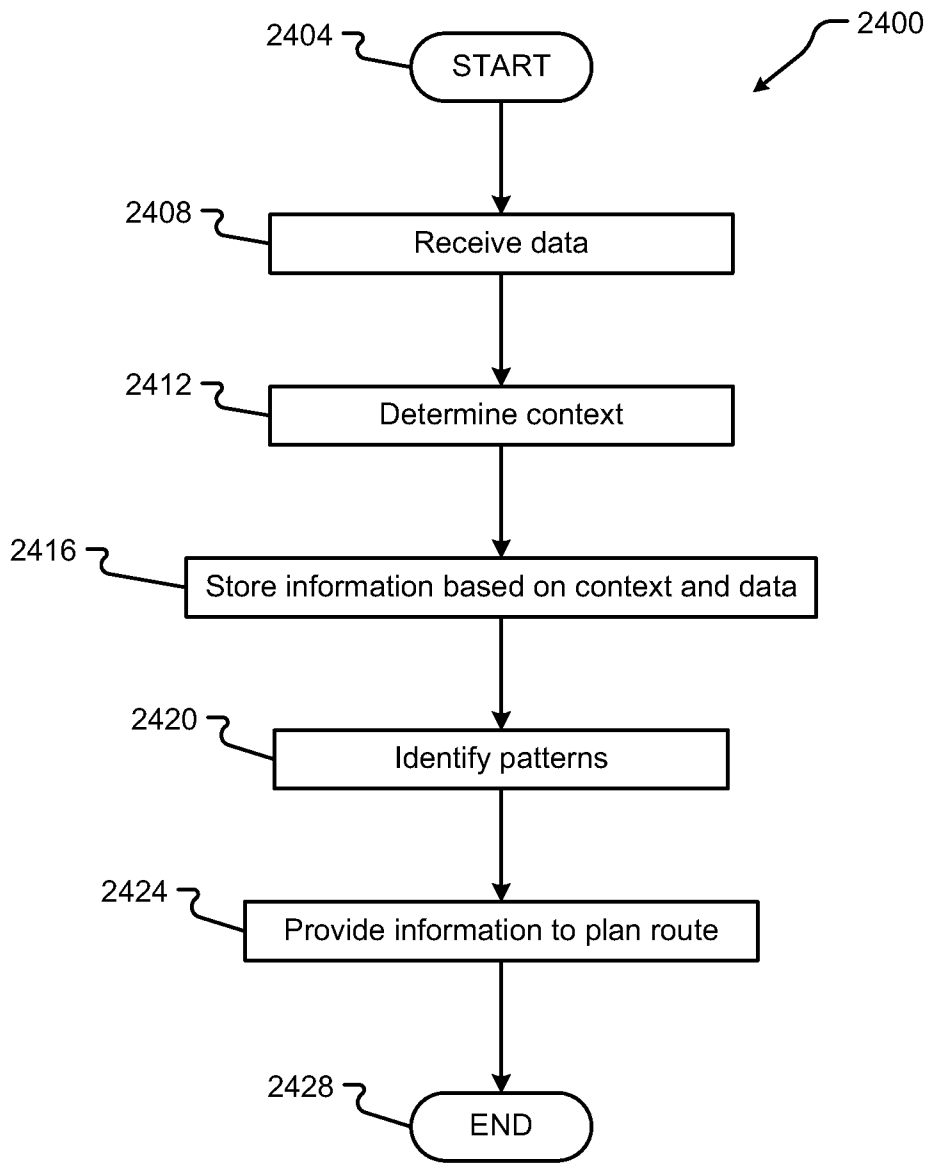 2400
2404
START
2408
Receive data
2412
Determine context
2416
Store information based on context and data
2420
Identify patterns
2424
Provide information to plan route
2428
END